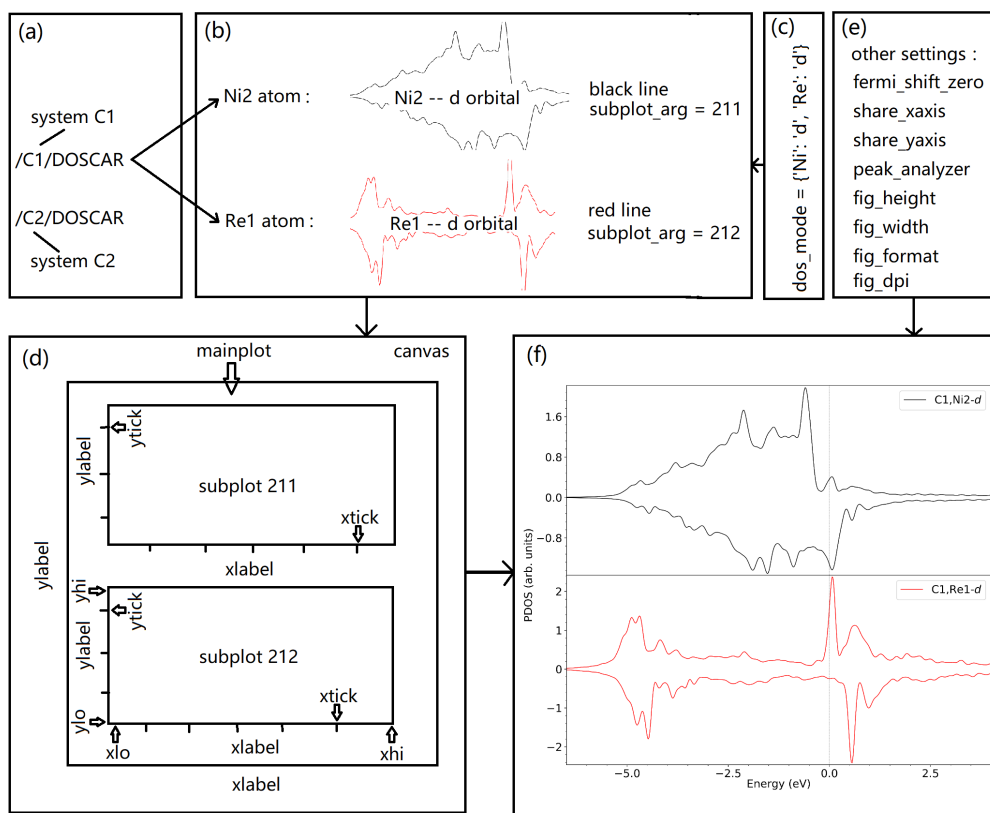 (a)
system C1
/C1/DOSCAR
/C2/DOSCAR
system C2
(b)
Ni2 atom :
Ni2 -- d orbital
black line
subplot_arg = 211
Re1 atom :
Re1 -- d orbital
red line
subplot_arg = 212
(c)
dos_mode = {'Ni': 'd', 'Re': 'd'}
(e)
other settings :
fermi_shift_zero
share_xaxis
share_yaxis
peak_analyzer
fig_height
fig_width
fig_format
fig_dpi
(d)
mainplot
canvas
ylabel
ylabel
ytick
subplot 211
xtick
xlabel
yhi
ytick
ylabel
subplot 212
xtick
ylo
xlo
xlabel
xhi
xlabel
(f)
C1,Ni2-d
1.6
0.8
0.0
−0.8
PDOS (arb. units)
C1,Re1-d
2
1
0
−1
−2
−5.0
−2.5
0.0
2.5
Energy (eV)